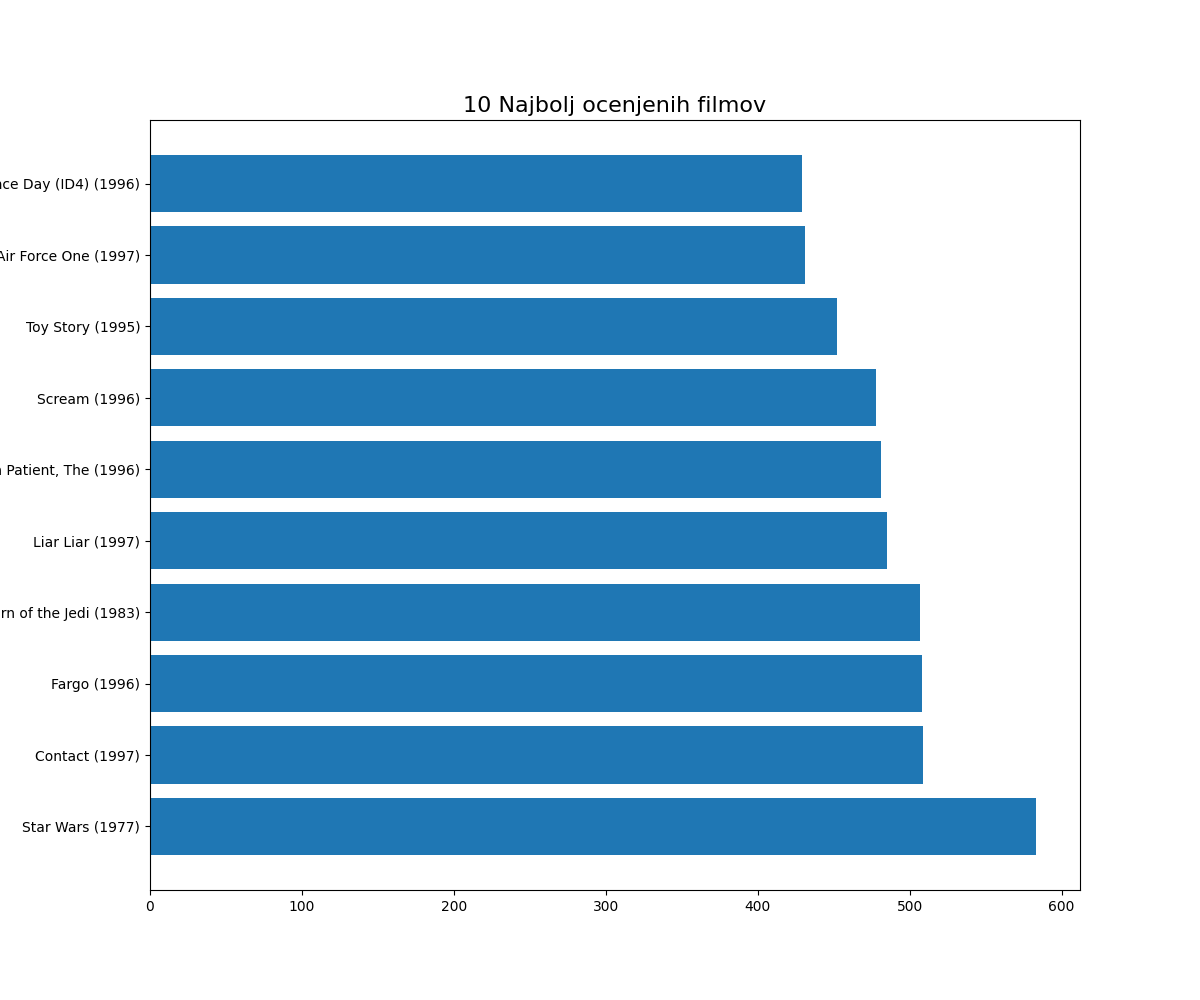 10 Najbolj ocenjenih filmov
nce Day (ID4) (1996)
Air Force One (1997)
Toy Story (1995)
Scream (1996)
Patient, The (1996)
Liar Liar (1997)
rn of the Jedi (1983)
Fargo (1996)
Contact (1997)
Star Wars (1977)
0 100 200 300 400 500 600